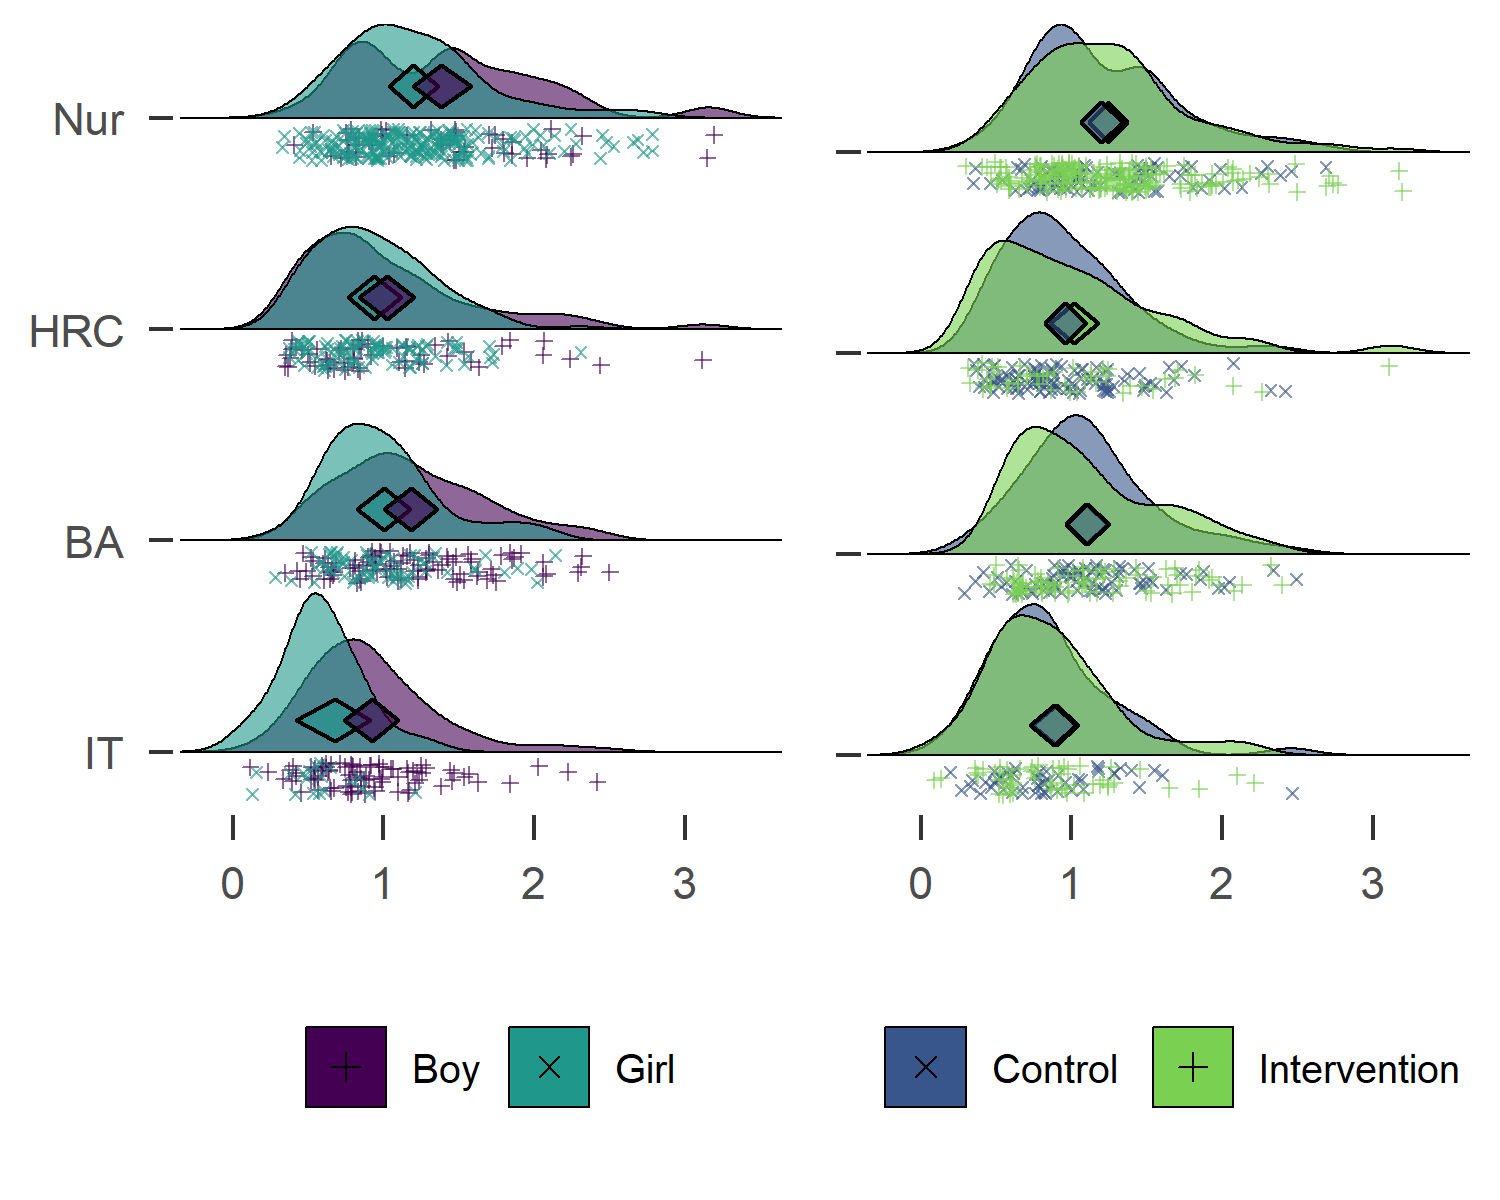 Nur
HRC
BA
IT
0 1 2 3
0 1 2 3
Boy Girl
Control Intervention